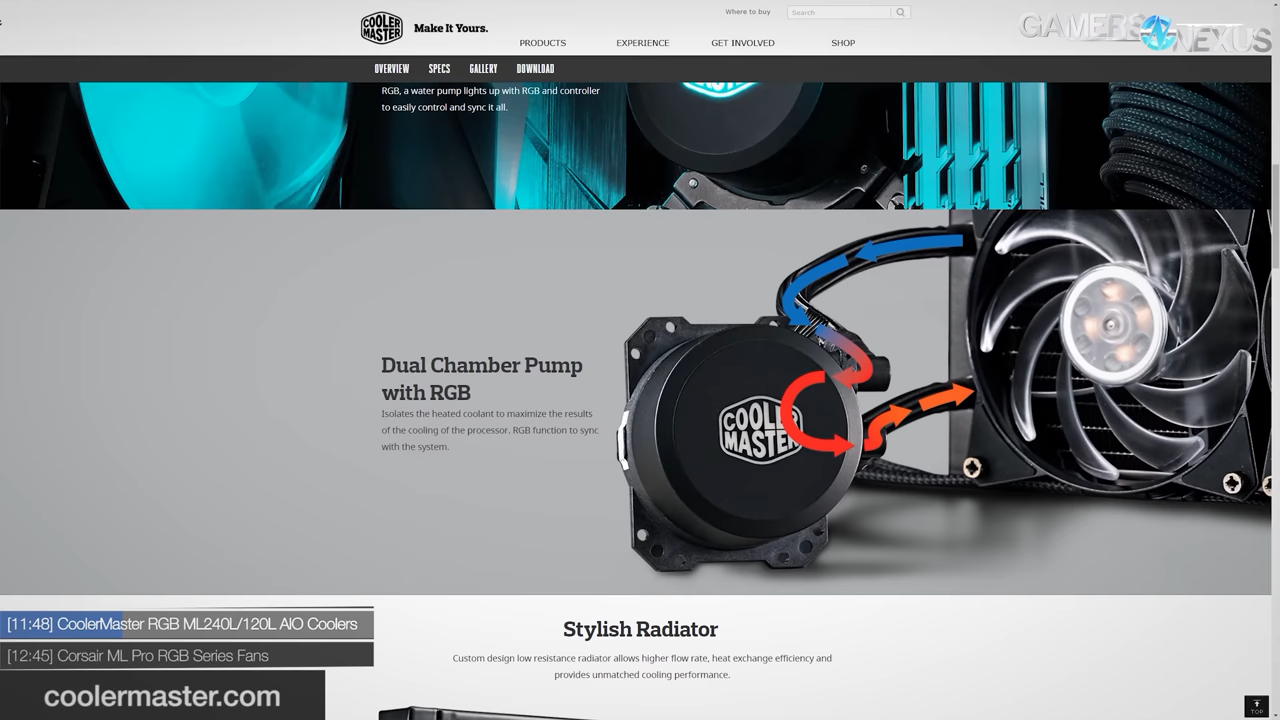 COOLER MASTER
Make It Yours.
Where to buy
Search
GAMERS NEXUS
PRODUCTS
EXPERIENCE
GET INVOLVED
SHOP
OVERVIEW
SPECS
GALLERY
DOWNLOAD
RGB, a water pump lights up with RGB and controller
to easily control and sync it all.
Dual Chamber Pump
with RGB
Isolates the heated coolant to maximize the results
of the cooling of the processor. RGB function to sync
with the system.
COOLER
MASTER
[11:48] CoolerMaster RGB ML240L/120L AIO Coolers
[12:45] Corsair ML Pro RGB Series Fans
coolermaster.com
Stylish Radiator
Custom design low resistance radiator allows higher flow rate, heat exchange efficiency and
provides unmatched cooling performance.
TOP